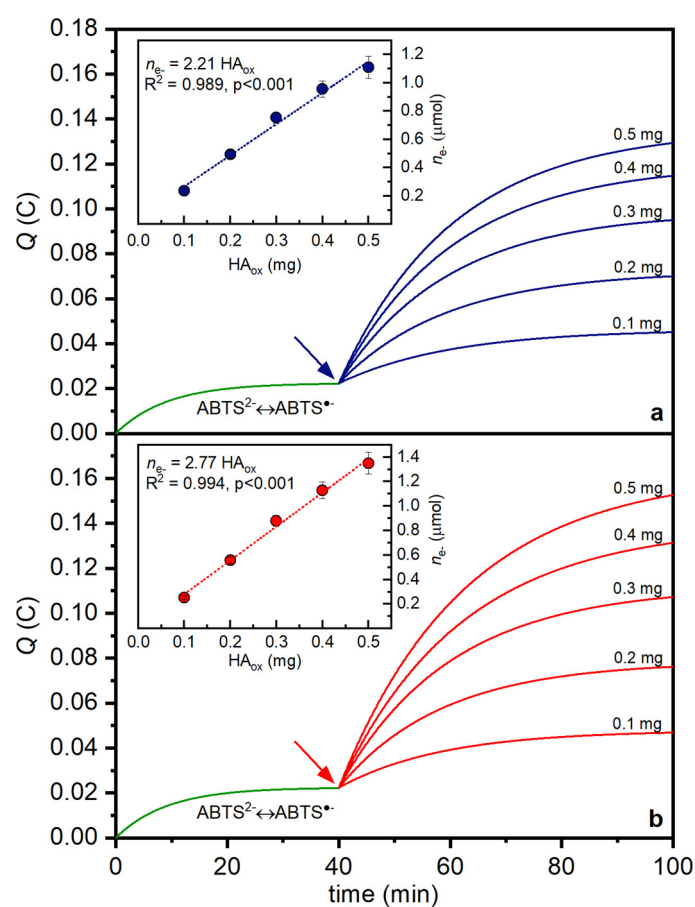 0.18
0.16
0.14
0.12
0.10
0.08
0.06
0.04
0.02
0.00
Q (C)
nₑ₋ = 2.21 HAₒₓ
R² = 0.989, p<0.001
1.2
1.0
0.8
0.6
0.4
0.2
nₑ₋ (μmol)
0.0 0.1 0.2 0.3 0.4 0.5
HAₒₓ (mg)
0.5 mg
0.4 mg
0.3 mg
0.2 mg
0.1 mg
ABTS²⁻↔ABTS•⁻
a
0.16
0.14
0.12
0.10
0.08
0.06
0.04
0.02
0.00
Q (C)
nₑ₋ = 2.77 HAₒₓ
R² = 0.994, p<0.001
1.4
1.2
1.0
0.8
0.6
0.4
0.2
nₑ₋ (μmol)
0.0 0.1 0.2 0.3 0.4 0.5
HAₒₓ (mg)
0.5 mg
0.4 mg
0.3 mg
0.2 mg
0.1 mg
ABTS²⁻↔ABTS•⁻
b
0 20 40 60 80 100
time (min)